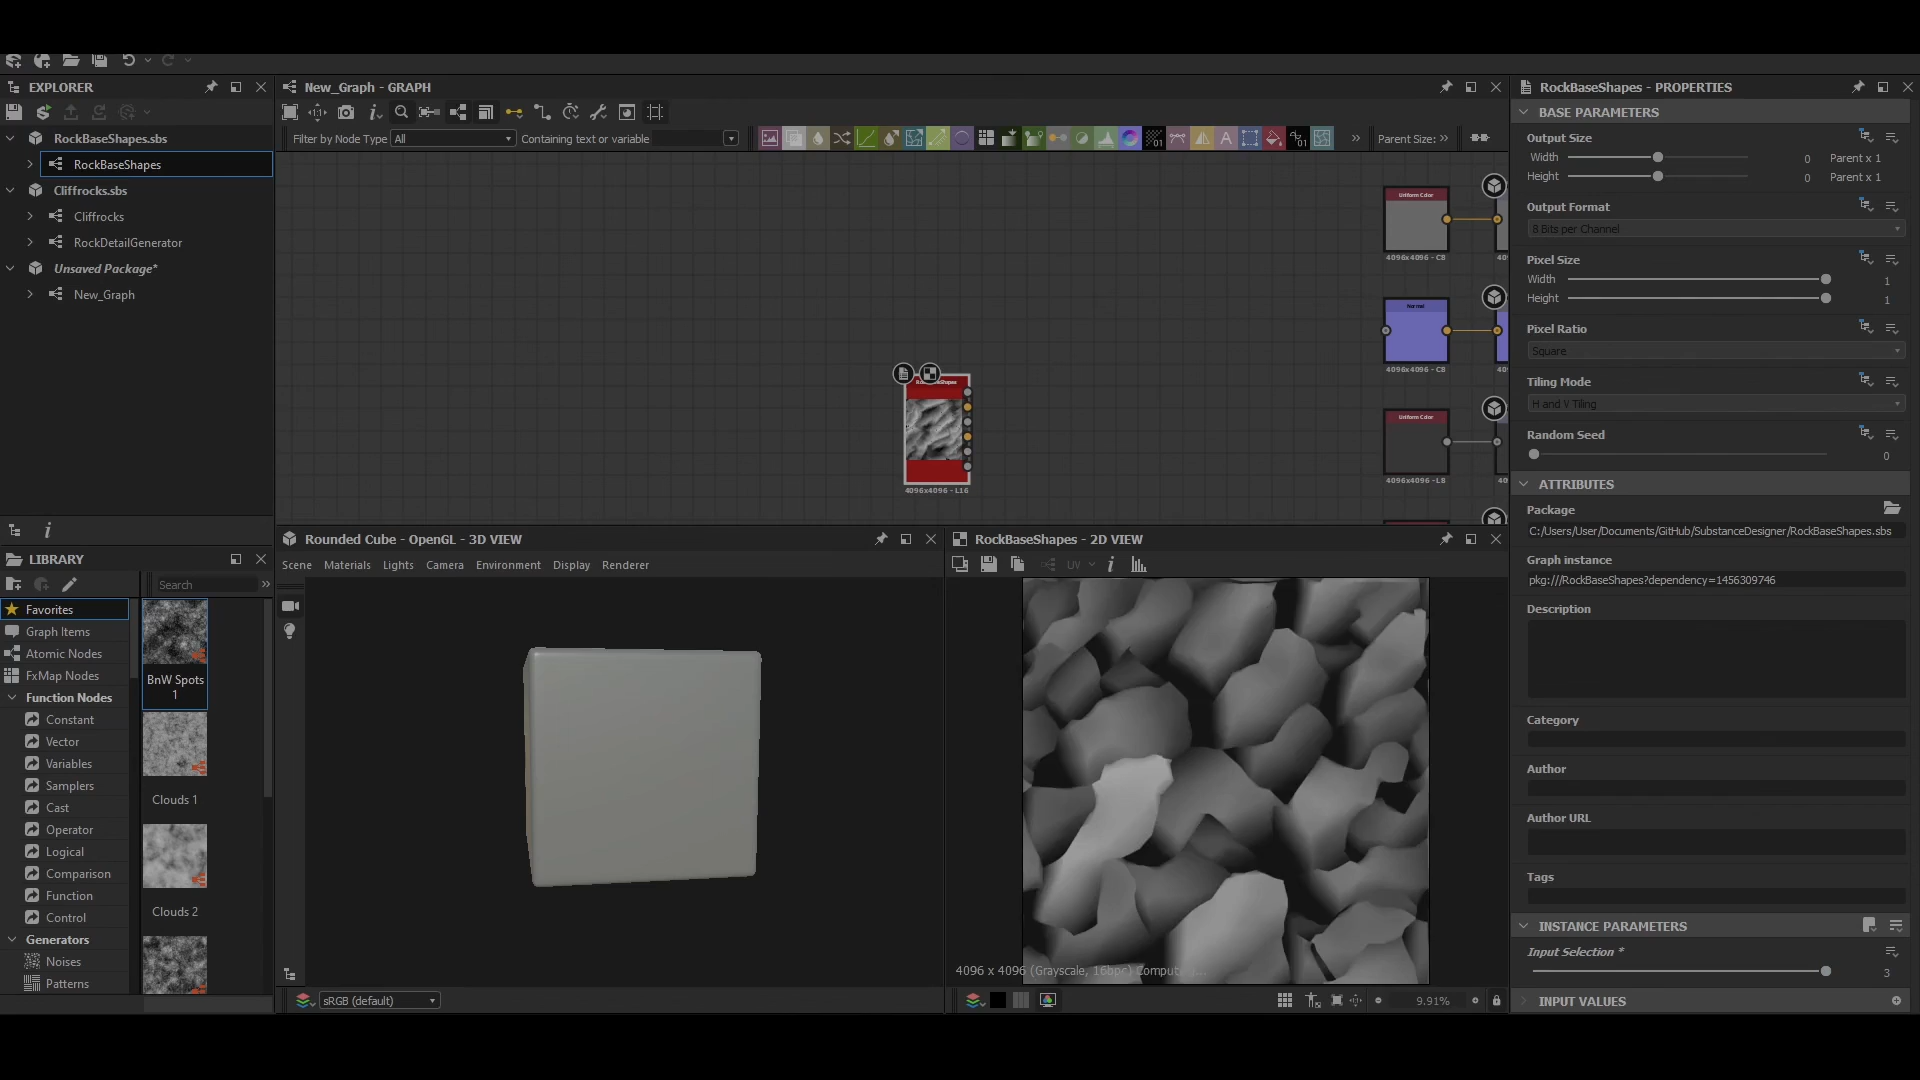 EXPLORER
RockBaseShapes.sbs
RockBaseShapes
Cliffrocks.sbs
Cliffrocks
RockDetailGenerator
Unsaved Package*
New_Graph
LIBRARY
Search
Favorites
Graph Items
Atomic Nodes
FxMap Nodes
Function Nodes
Constant
Vector
Variables
Samplers
Cast
Operator
Logical
Comparison
Function
Control
Generators
Noises
Patterns
BnW Spots
1
Clouds 1
Clouds 2
New_Graph - GRAPH
Filter by Node Type All Containing text or variable
Parent Size:
Uniform Color
4096x4096 - C8
Normal
4096x4096 - C8
Uniform Color
4096x4096 - L8
4096x4096 - L16
Rounded Cube - OpenGL - 3D VIEW
Scene Materials Lights Camera Environment Display Renderer
sRGB (default)
RockBaseShapes - 2D VIEW
UV
4096 x 4096 (Grayscale, 16bpc)
9.91%
RockBaseShapes - PROPERTIES
BASE PARAMETERS
Output Size
Width 0 Parent x 1
Height 0 Parent x 1
Output Format
8 Bits per Channel
Pixel Size
Width 1
Height 1
Pixel Ratio
Square
Tiling Mode
H and V Tiling
Random Seed
0
ATTRIBUTES
Package
C:/Users/User/Documents/GitHub/SubstanceDesigner/RockBaseShapes.sbs
Graph instance
pkg:///RockBaseShapes?dependency=1456309746
Description
Category
Author
Author URL
Tags
INSTANCE PARAMETERS
Input Selection *
3
INPUT VALUES